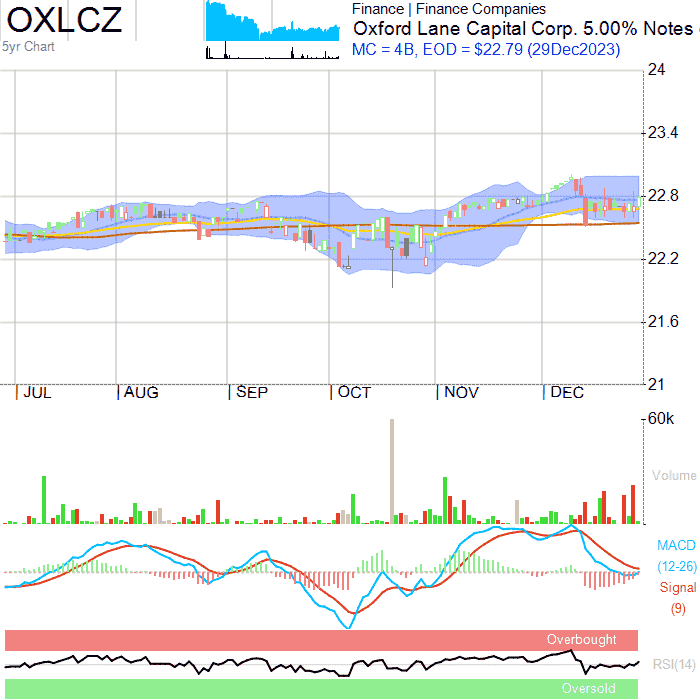 OXLCZ
5yr Chart
Finance | Finance Companies
Oxford Lane Capital Corp. 5.00% Notes
MC = 4B, EOD = $22.79 (29Dec2023)
24
23.4
22.8
22.2
21.6
21
JUL AUG SEP OCT NOV DEC
60k
Volume
MACD
(12-26)
Signal
(9)
Overbought
RSI(14)
Oversold